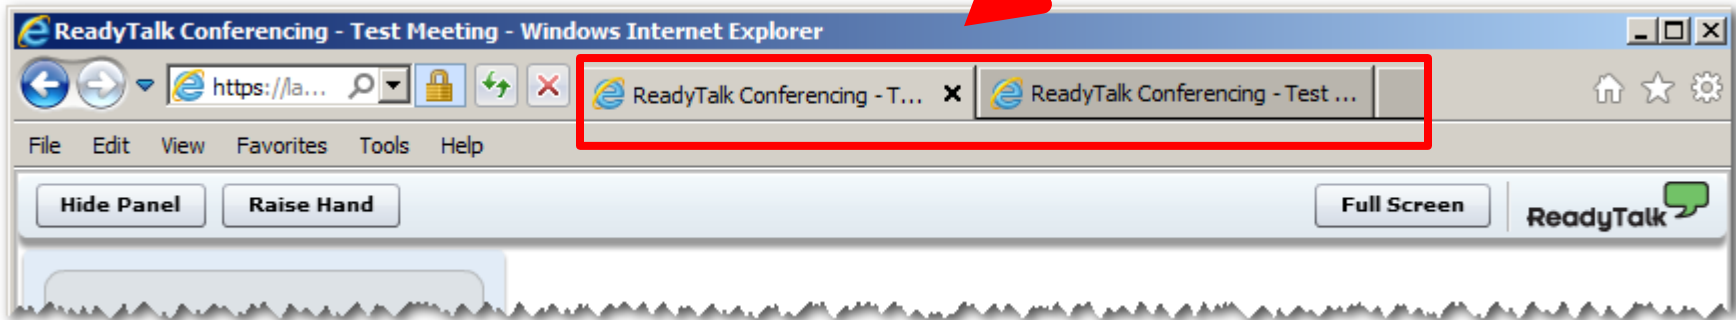 ReadyTalk Conferencing - Test Meeting - Windows Internet Explorer
https://la... ReadyTalk Conferencing - T... ReadyTalk Conferencing - Test ...
File Edit View Favorites Tools Help
Hide Panel Raise Hand Full Screen ReadyTalk